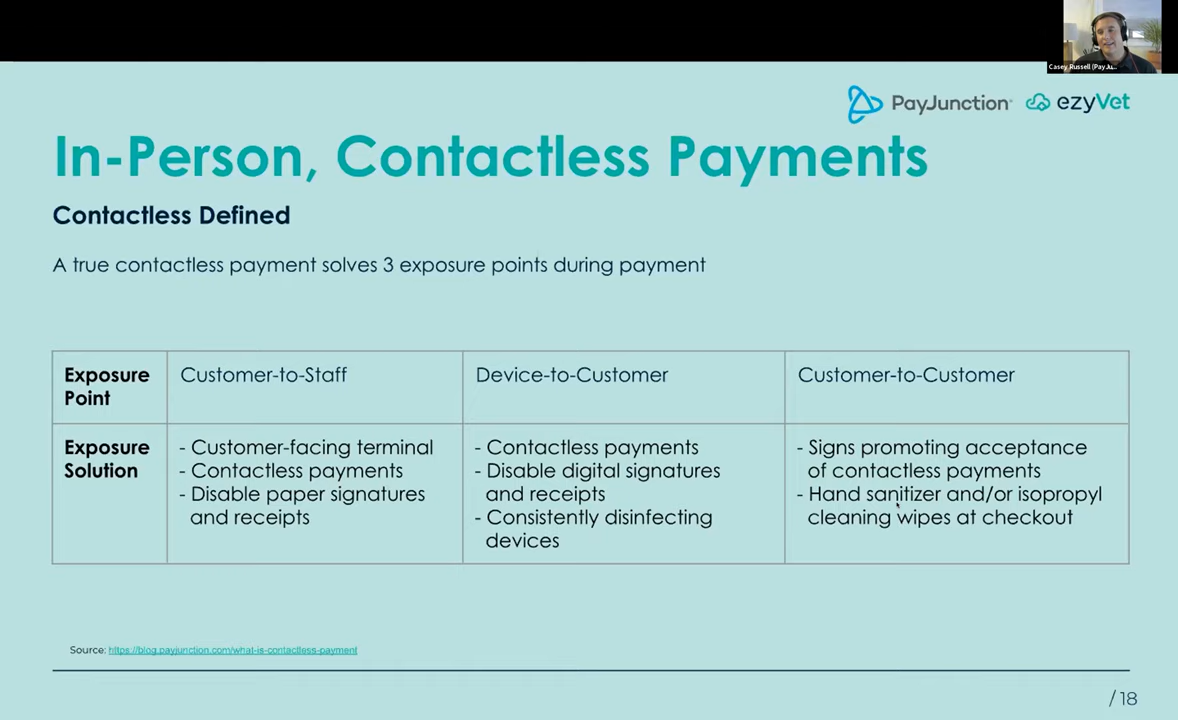 Casey Russell (PayJu...
PayJunction
ezyVet
In-Person, Contactless Payments
Contactless Defined
A true contactless payment solves 3 exposure points during payment
Exposure
Point
Customer-to-Staff
Device-to-Customer
Customer-to-Customer
Exposure
Solution
- Customer-facing terminal
- Contactless payments
- Disable paper signatures
and receipts
- Contactless payments
- Disable digital signatures
and receipts
- Consistently disinfecting
devices
- Signs promoting acceptance
of contactless payments
- Hand sanitizer and/or isopropyl
cleaning wipes at checkout
Source: https://blog.payjunction.com/what-is-contactless-payment
/ 18